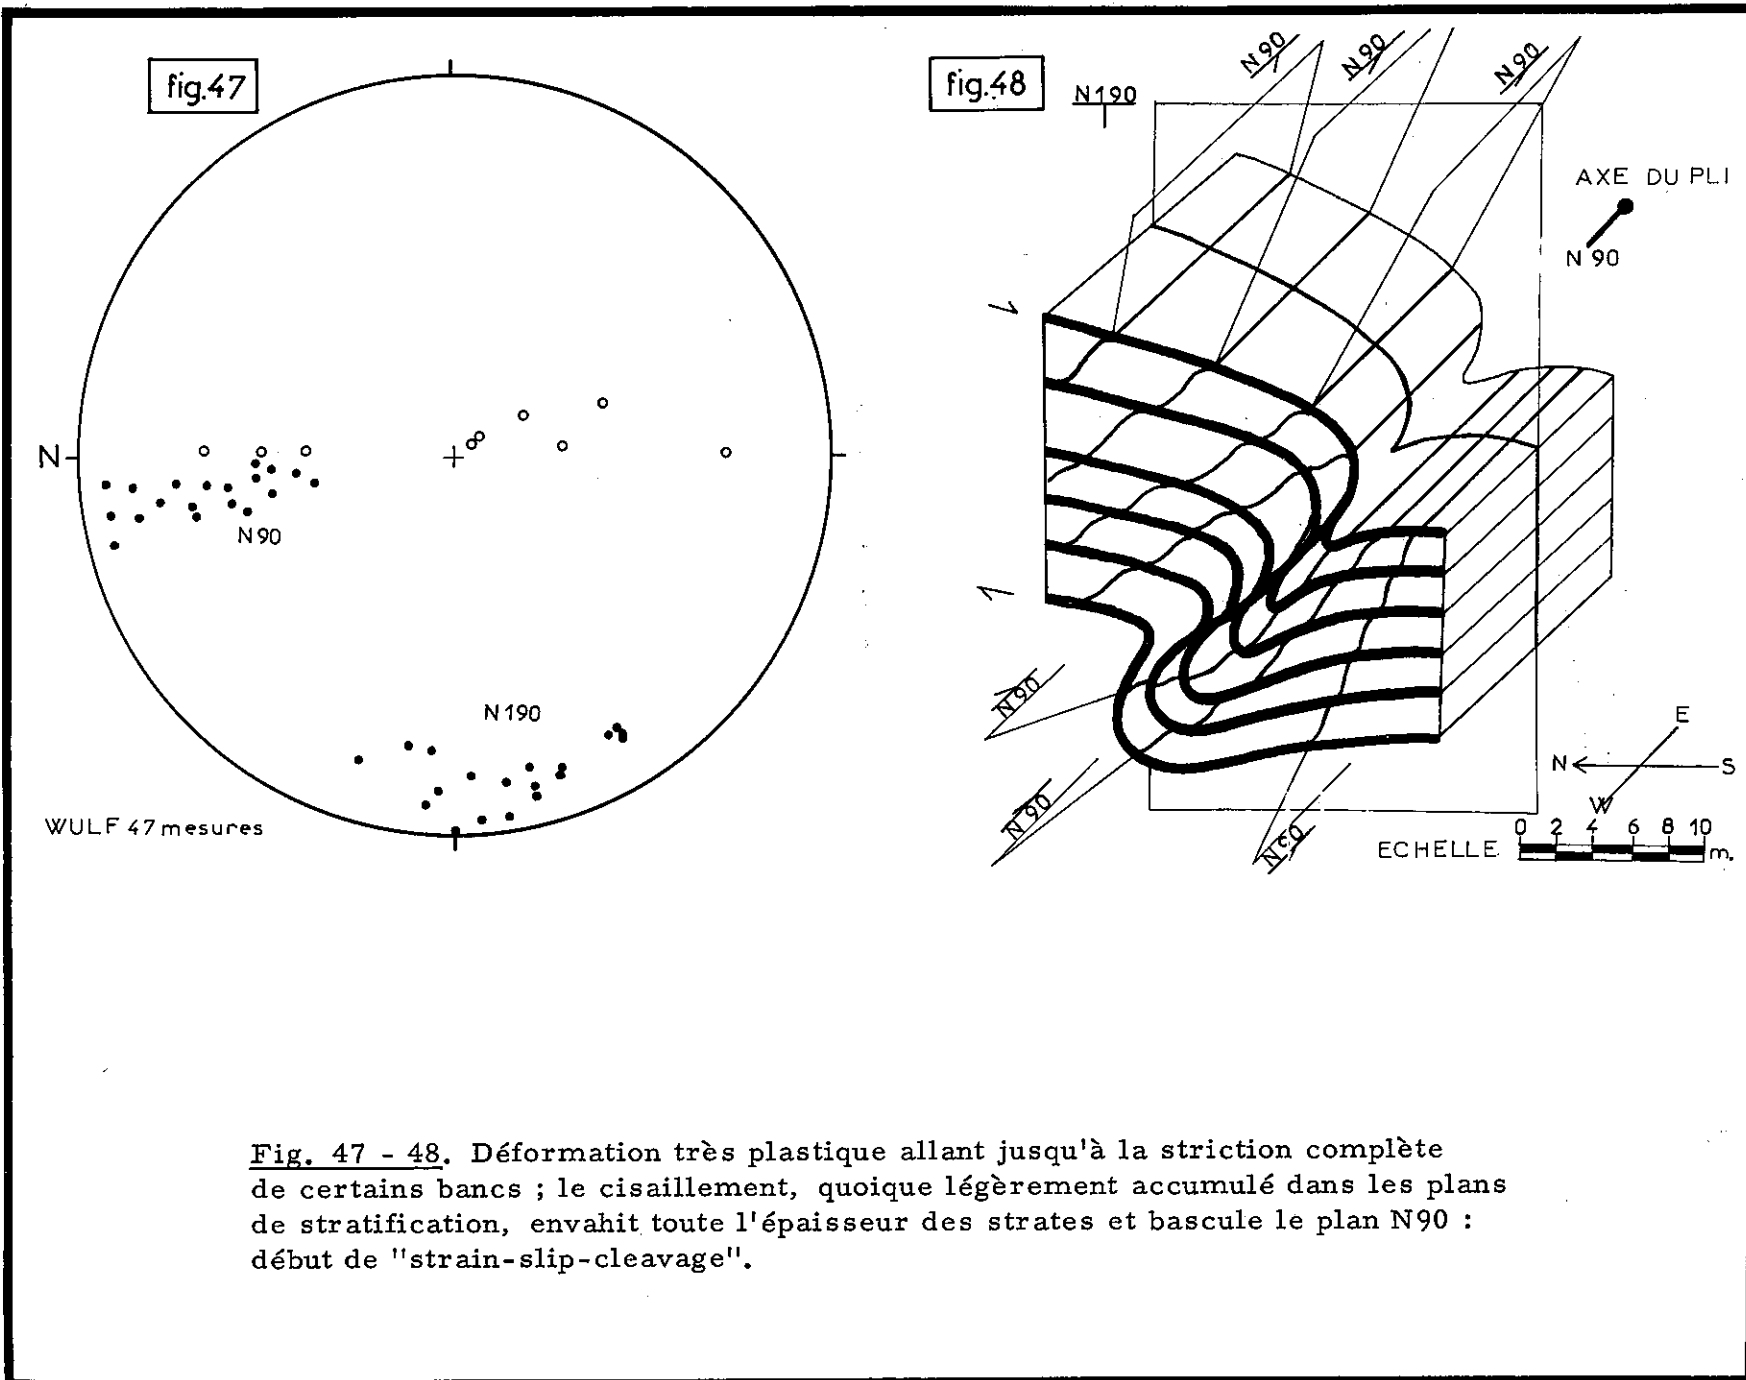 fig.47
N
N90
N190
WULF 47 mesures
fig.48
N190
N90
N90
N90
AXE DU PLI
N 90
N90
N90
N90
E
N
S
W
ECHELLE
0 2 4 6 8 10
m.
Fig. 47 - 48. Déformation très plastique allant jusqu'à la striction complète
de certains bancs ; le cisaillement, quoique légèrement accumulé dans les plans
de stratification, envahit toute l'épaisseur des strates et bascule le plan N90 :
début de "strain-slip-cleavage".